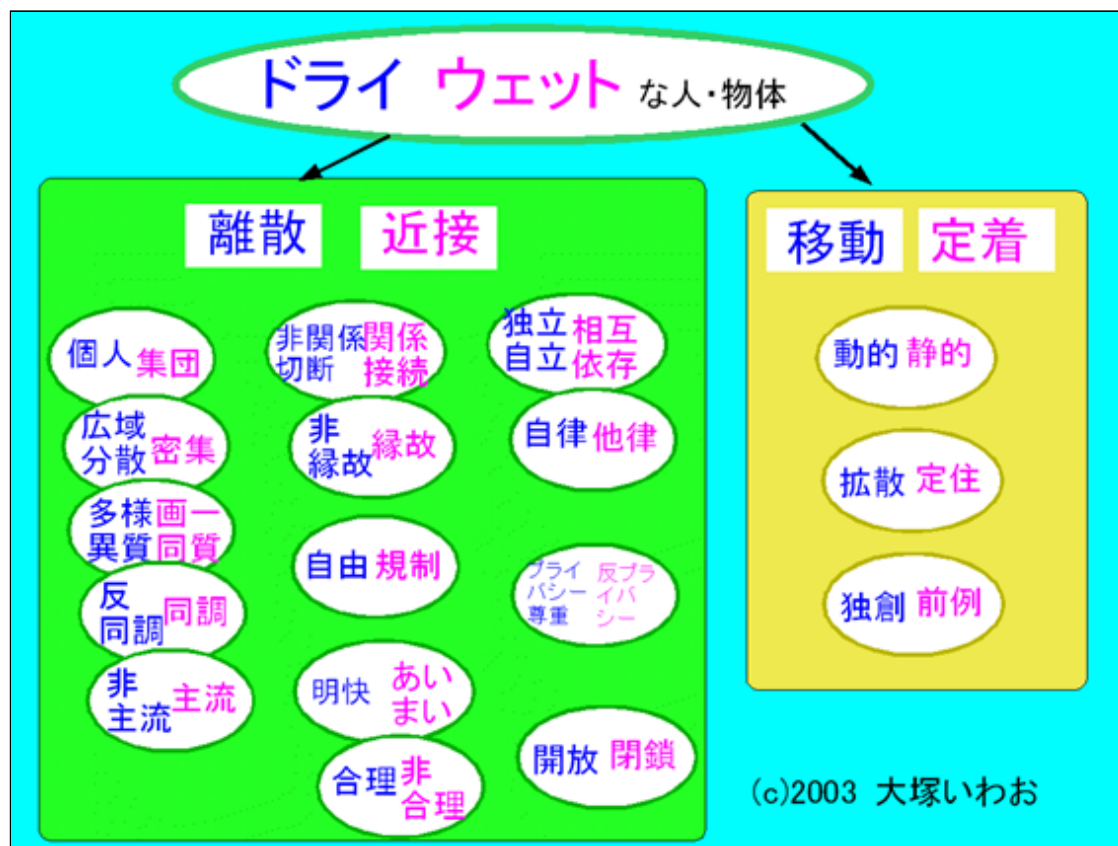 ドライ ウェット な人・物体
離散 近接
個人 集団
広域
分散 密集
多様 画一
異質 同質
反
同調 同調
非
主流 主流
非関係 関係
切断 接続
非
縁故 縁故
自由 規制
明快 あい
まい
合理 非
合理
独立 相互
自立 依存
自律 他律
プライ 反プラ
バシー イバ
尊重 シー
開放 閉鎖
移動 定着
動的 静的
拡散 定住
独創 前例
(c)2003 大塚いわお